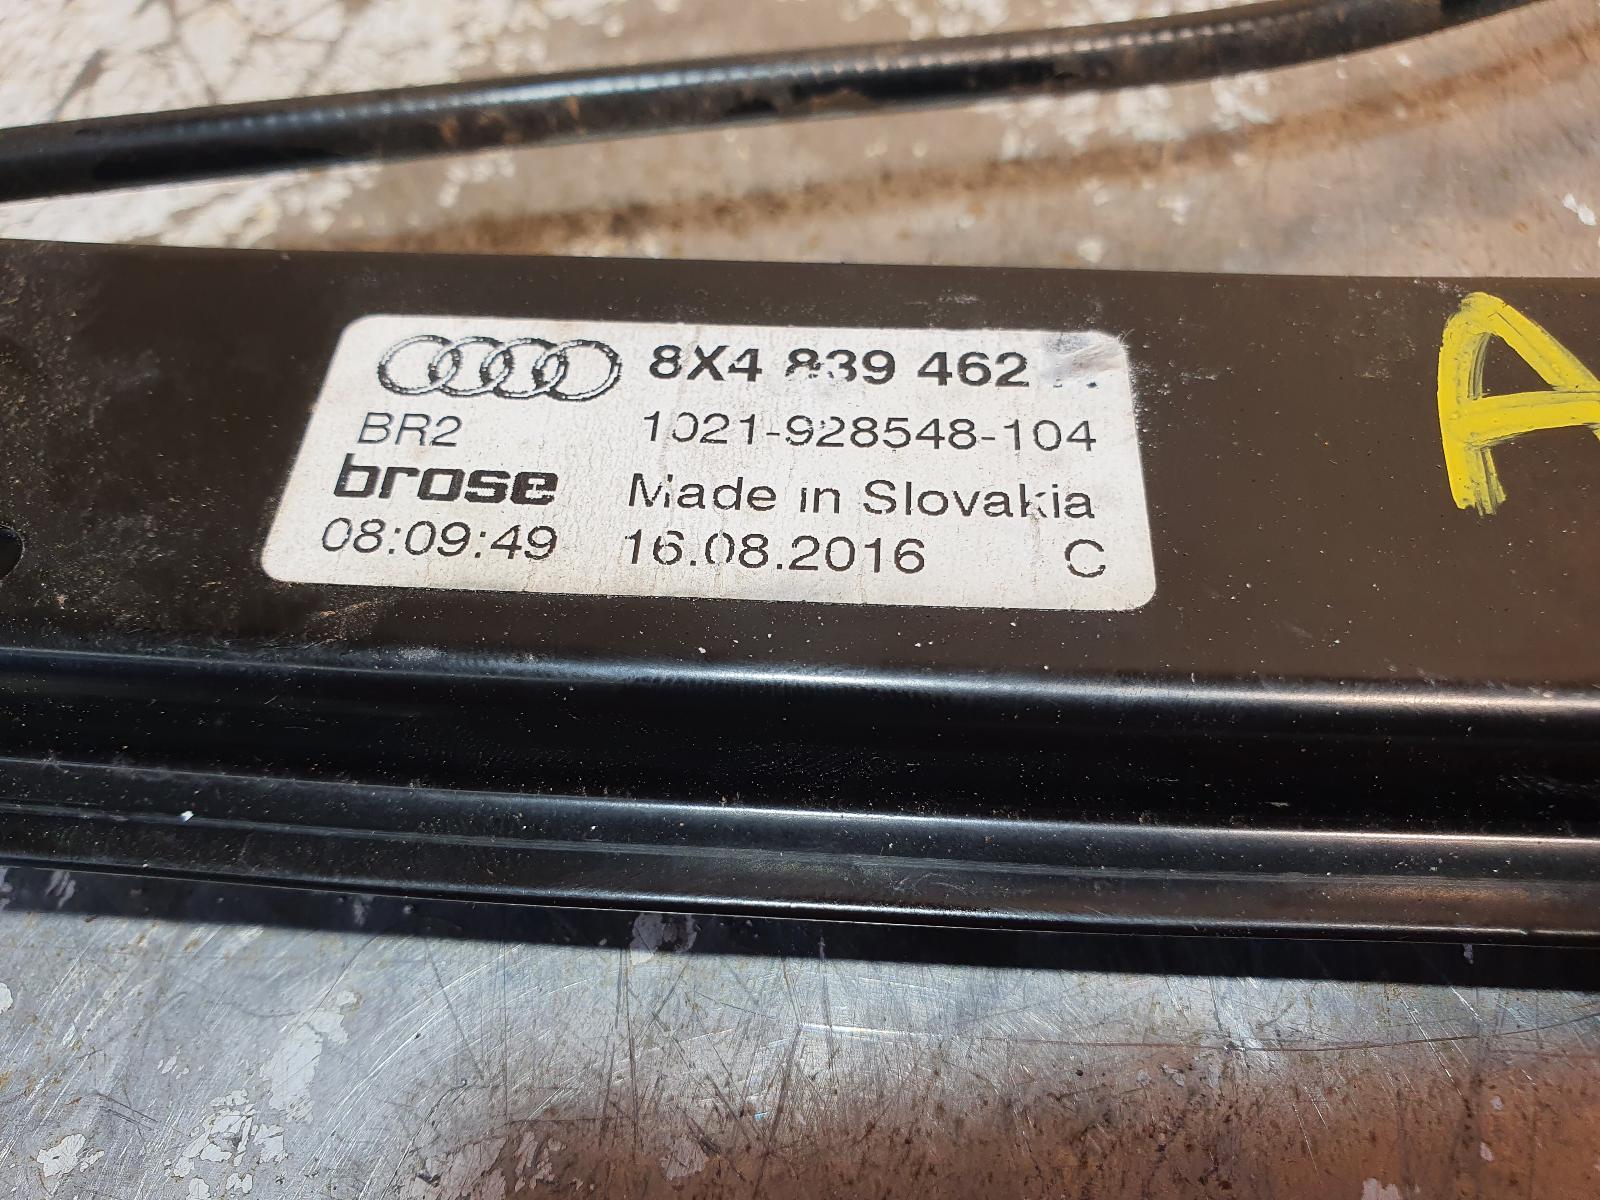 8X4 839 462
BR2 1021-928548-104
brose Made in Slovakia
08:09:49 16.08.2016 C
A